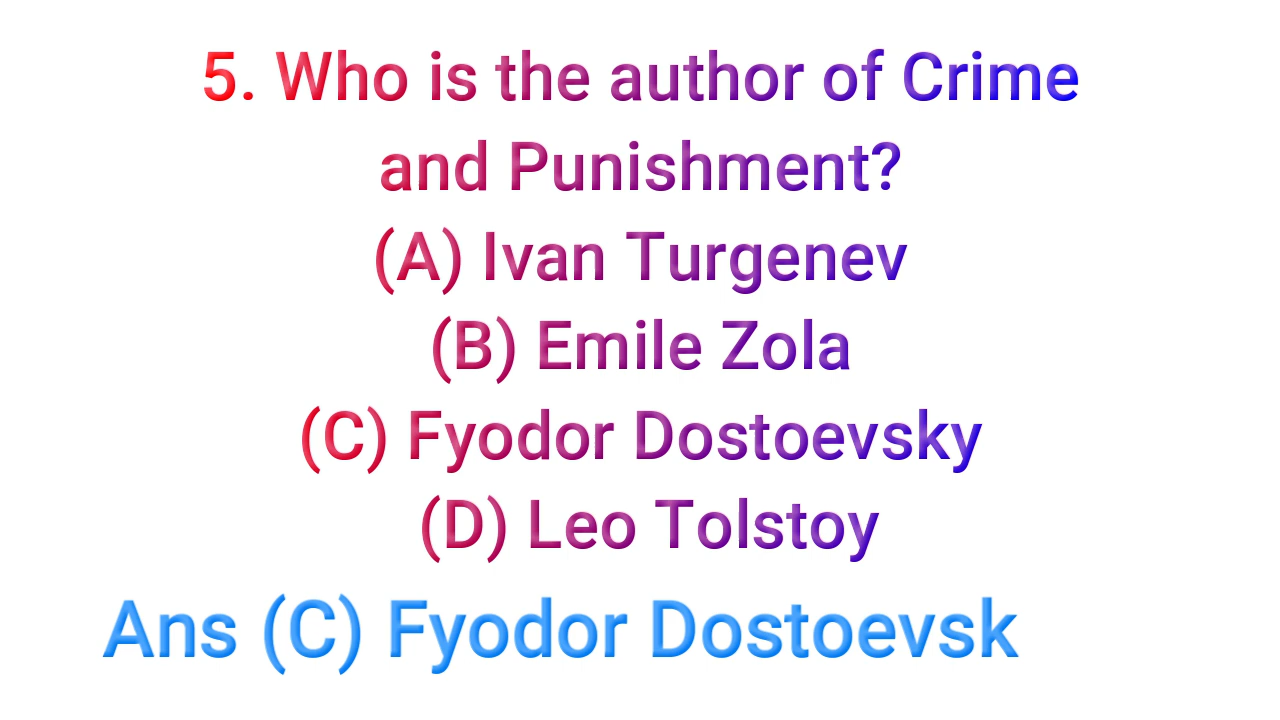 5. Who is the author of Crime
and Punishment?
(A) Ivan Turgenev
(B) Emile Zola
(C) Fyodor Dostoevsky
(D) Leo Tolstoy
Ans (C) Fyodor Dostoevsk